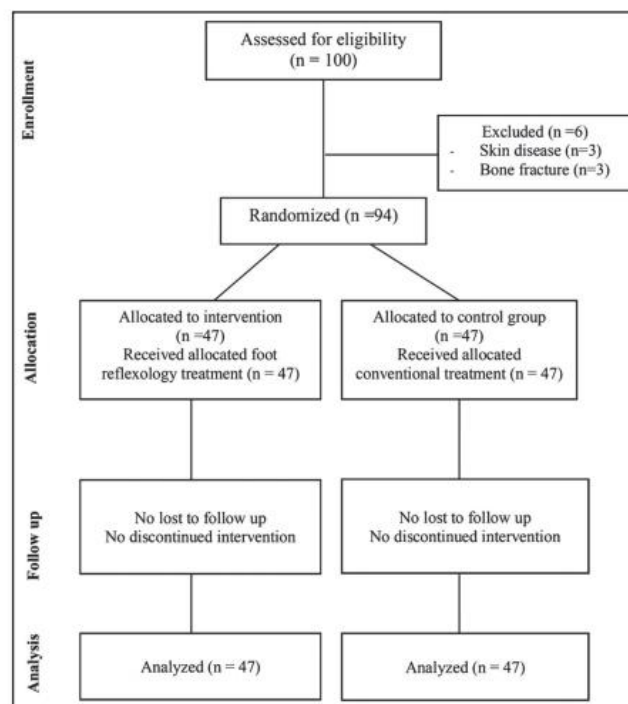 Enrollment
Assessed for eligibility
(n = 100)
Excluded (n =6)
- Skin disease (n=3)
- Bone fracture (n=3)
Randomized (n =94)
Allocation
Allocated to intervention
(n =47)
Received allocated foot
reflexology treatment (n = 47)
Allocated to control group
(n =47)
Received allocated
conventional treatment (n = 47)
Follow up
No lost to follow up
No discontinued intervention
No lost to follow up
No discontinued intervention
Analysis
Analyzed (n = 47)
Analyzed (n = 47)